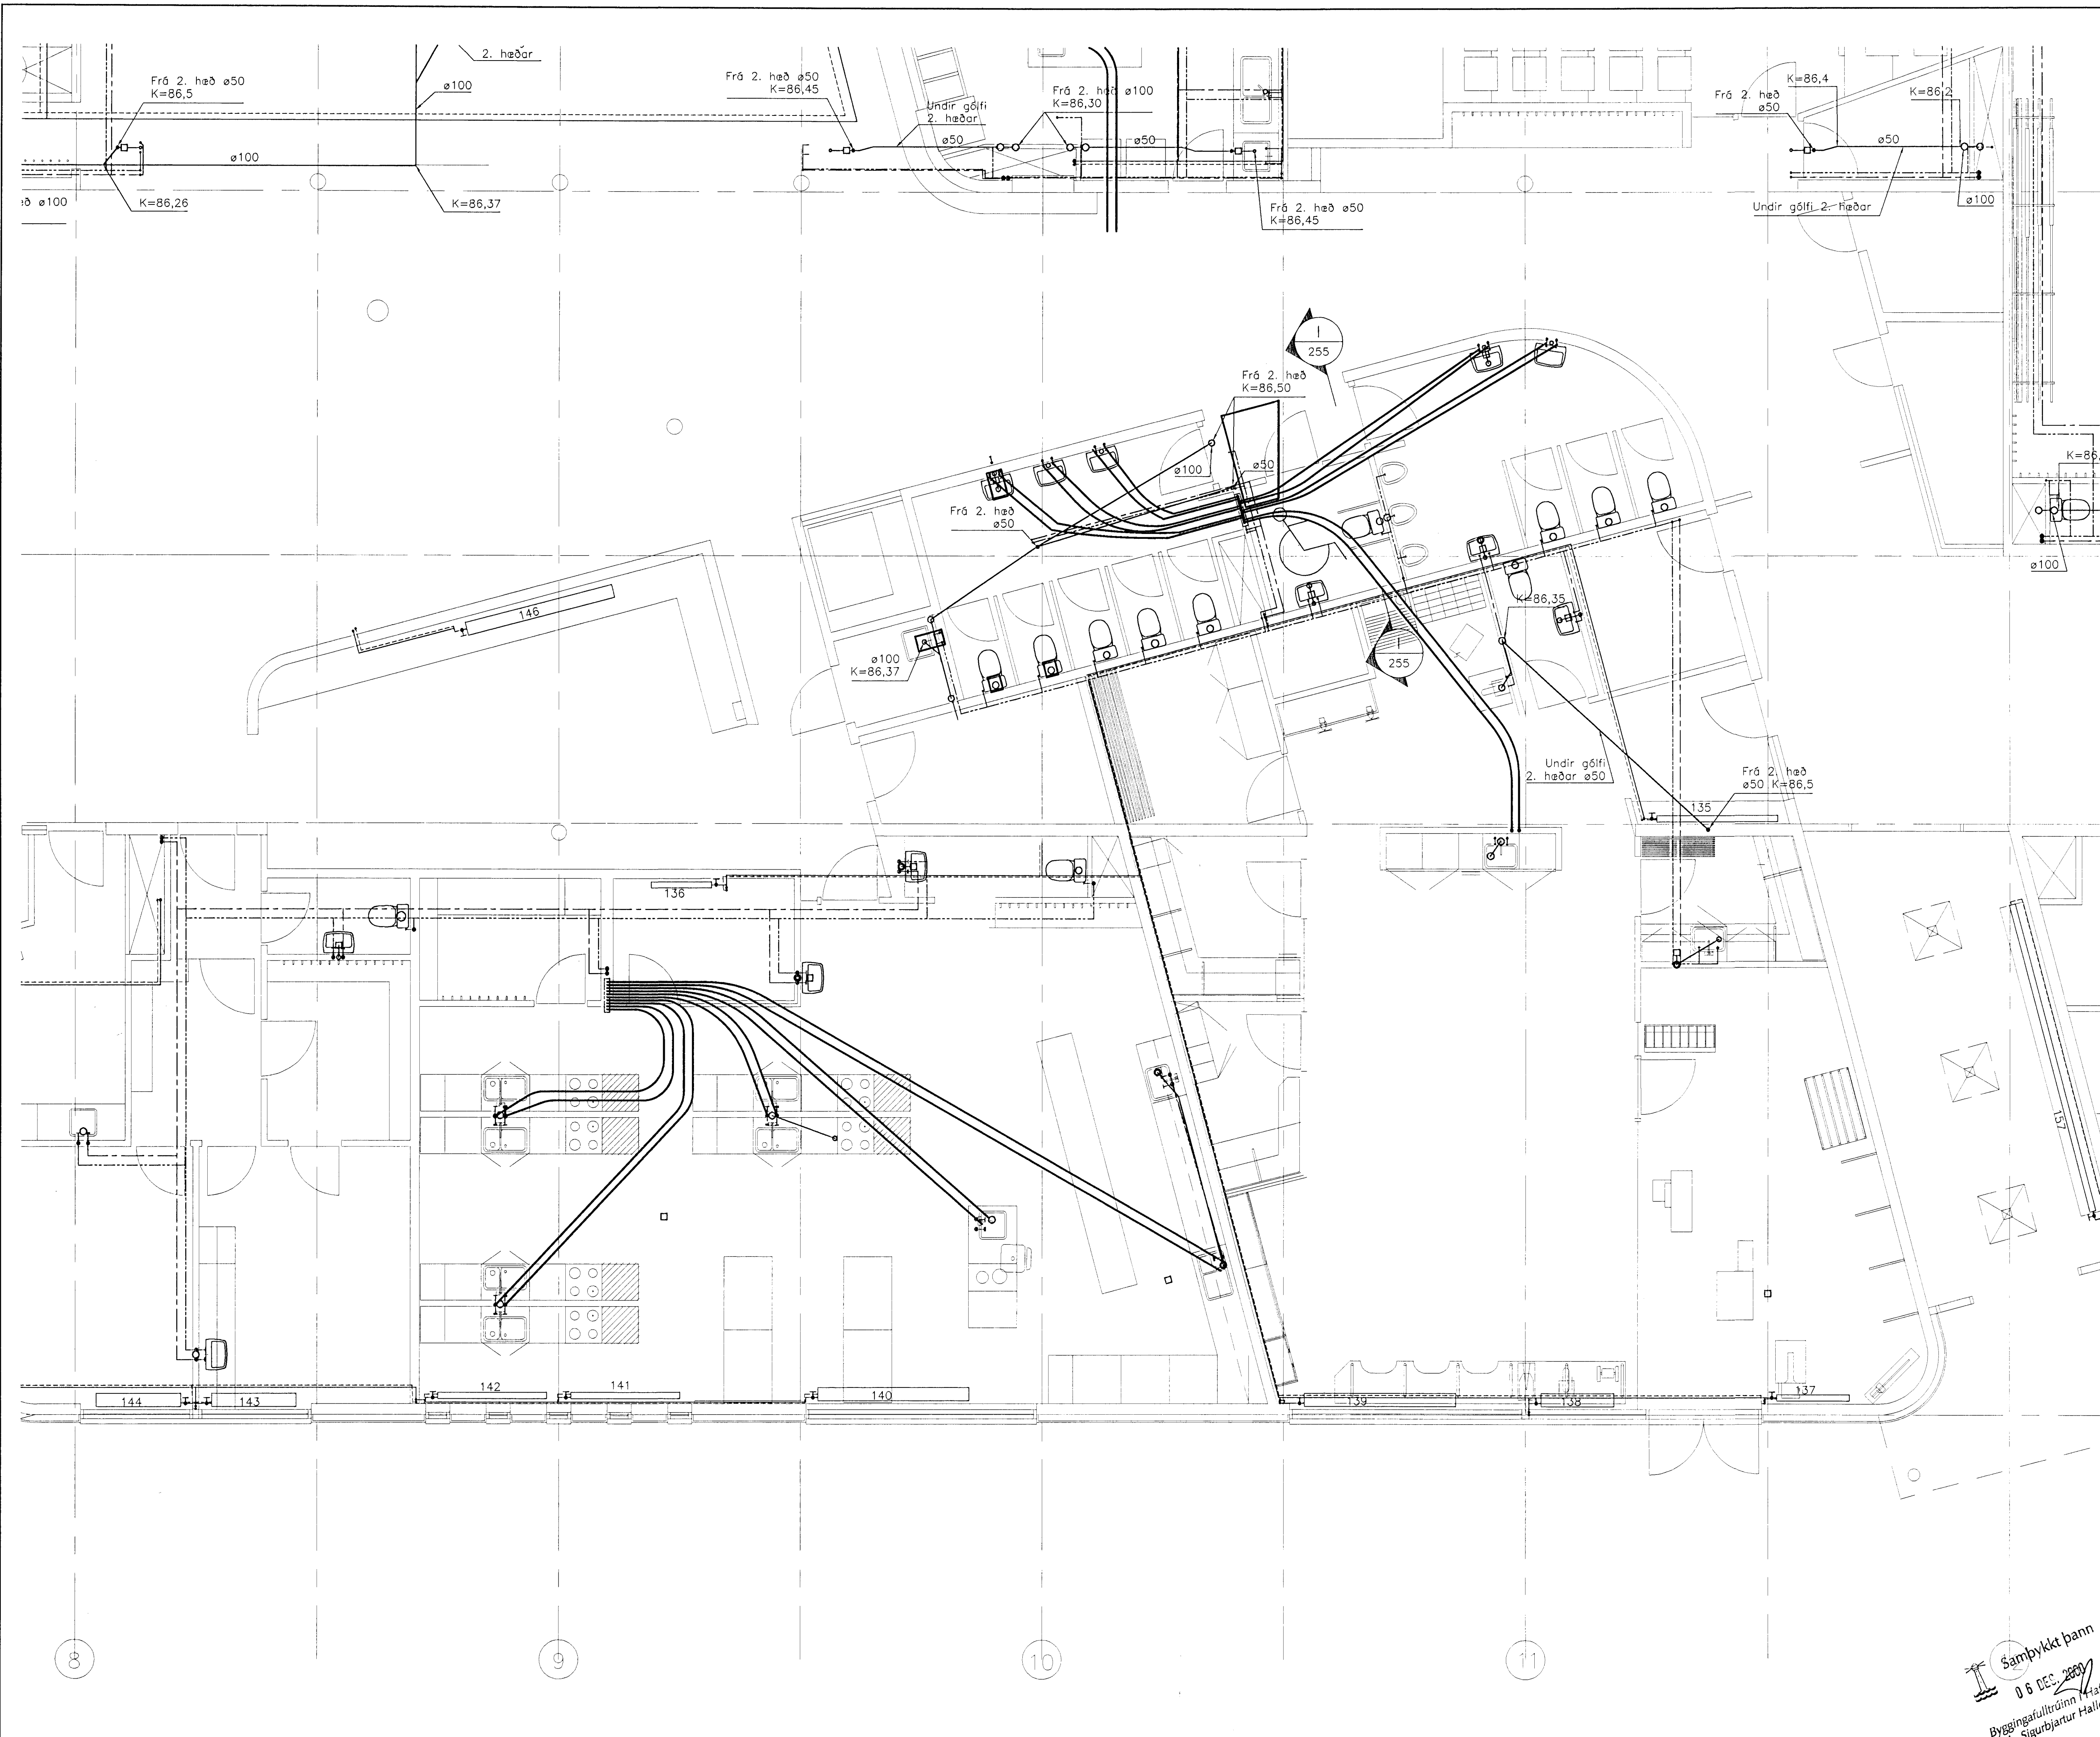 2. hæðar
Frá 2. hæð ø50
K=86,5
ø100
ø100
K=86,26
K=86,37
ø100
Frá 2. hæð ø50
K=86,45
Undir gólfi
2. hæðar
ø50
Frá 2. hæð ø100
K=86,30
ø50
Frá 2. hæð ø50
K=86,45
K=86,4
Frá 2. hæð
ø50
K=86,2
ø50
Undir gólfi 2. hæðar
ø100
1
255
Frá 2. hæð
K=86,50
ø100
ø50
Frá 2. hæð
ø50
K=86,
ø100
146
ø100
K=86,37
K=86,35
1
255
Undir gólfi
2. hæðar ø50
Frá 2. hæð
ø50 K=86,5
135
136
157
144
143
142
141
140
139
138
137
8
9
10
11
Samþykkt þann
06 DEC. 2000
Byggingafulltrúinn í
Sigurbjartur